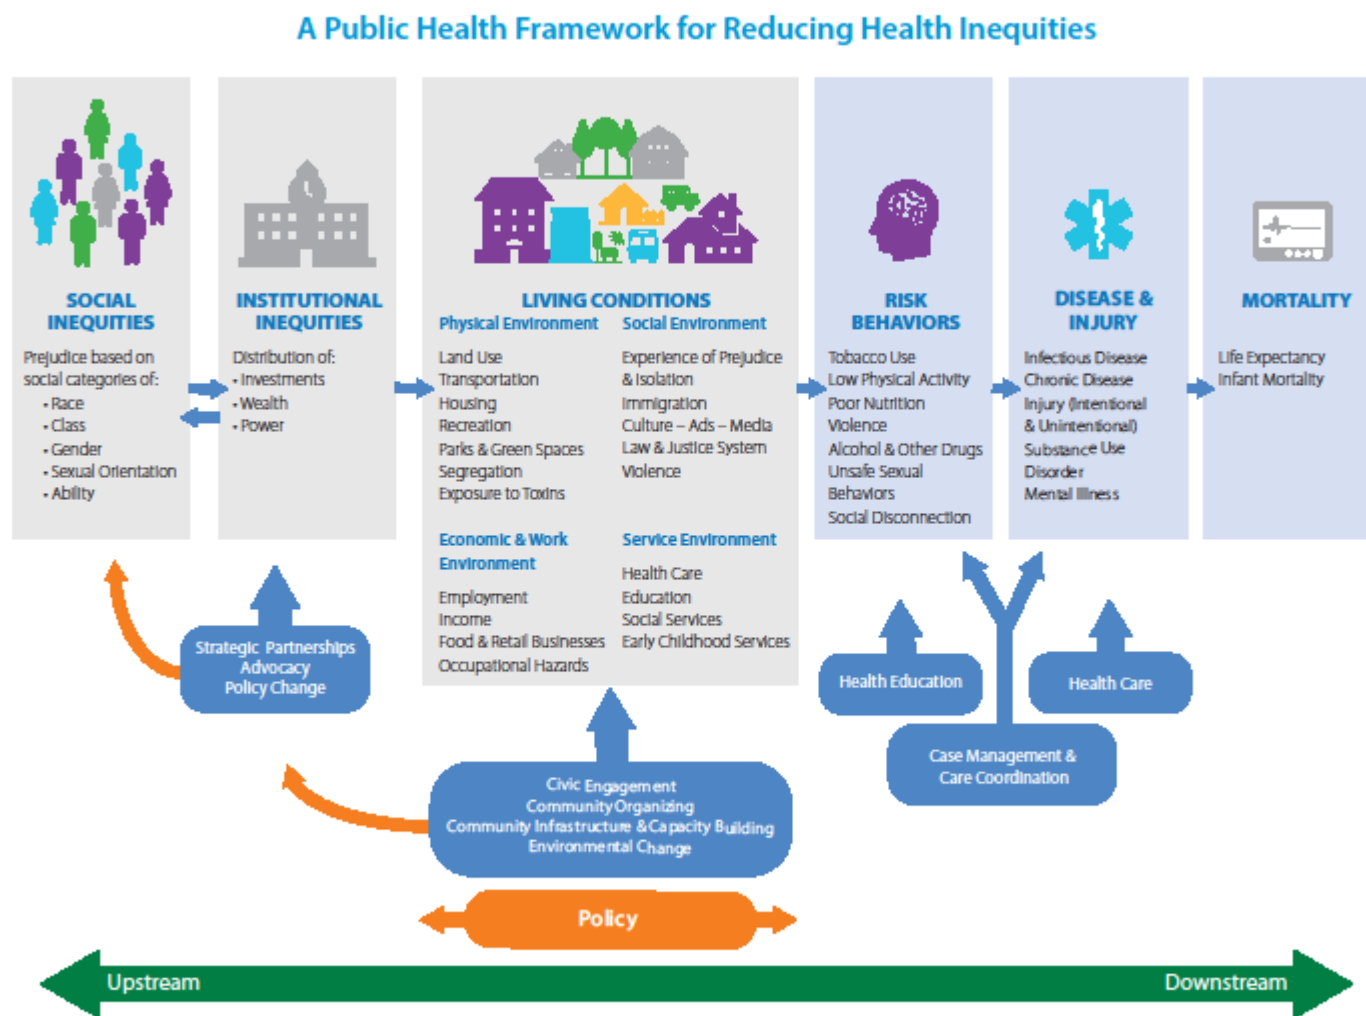 A Public Health Framework for Reducing Health Inequities
SOCIAL
INEQUITIES
Prejudice based on
social categories of:
• Race
• Class
• Gender
• Sexual Orientation
• Ability
INSTITUTIONAL
INEQUITIES
Distribution of:
• Investments
• Wealth
• Power
LIVING CONDITIONS
Physical Environment
Land Use
Transportation
Housing
Recreation
Parks & Green Spaces
Segregation
Exposure to Toxins
Social Environment
Experience of Prejudice
& Isolation
Immigration
Culture – Ads – Media
Law & Justice System
Violence
Economic & Work
Environment
Employment
Income
Food & Retail Businesses
Occupational Hazards
Service Environment
Health Care
Education
Social Services
Early Childhood Services
RISK
BEHAVIORS
Tobacco Use
Low Physical Activity
Poor Nutrition
Violence
Alcohol & Other Drugs
Unsafe Sexual
Behaviors
Social Disconnection
DISEASE &
INJURY
Infectious Disease
Chronic Disease
Injury (Intentional
& Unintentional)
Substance Use
Disorder
Mental Illness
MORTALITY
Life Expectancy
Infant Mortality
Strategic Partnerships
Advocacy
Policy Change
Civic Engagement
Community Organizing
Community Infrastructure & Capacity Building
Environmental Change
Health Education
Health Care
Case Management &
Care Coordination
Policy
Upstream
Downstream